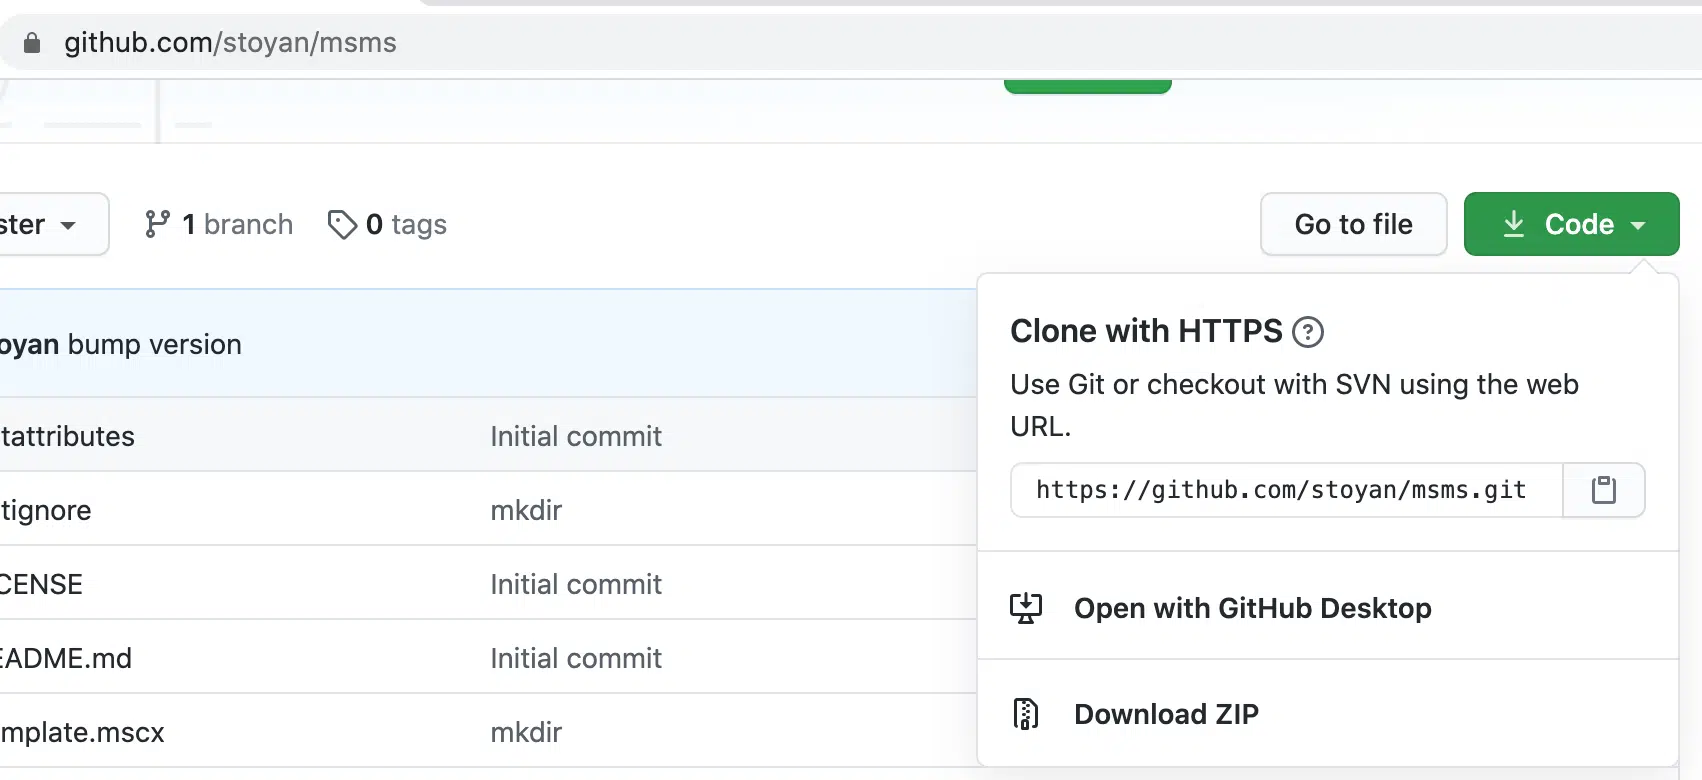 github.com/stoyan/msms
ster
1 branch
0 tags
Go to file
Code
oyan bump version
tattributes Initial commit
tignore mkdir
CENSE Initial commit
EADME.md Initial commit
mplate.mscx mkdir
Clone with HTTPS
Use Git or checkout with SVN using the web
URL.
https://github.com/stoyan/msms.git
Open with GitHub Desktop
Download ZIP